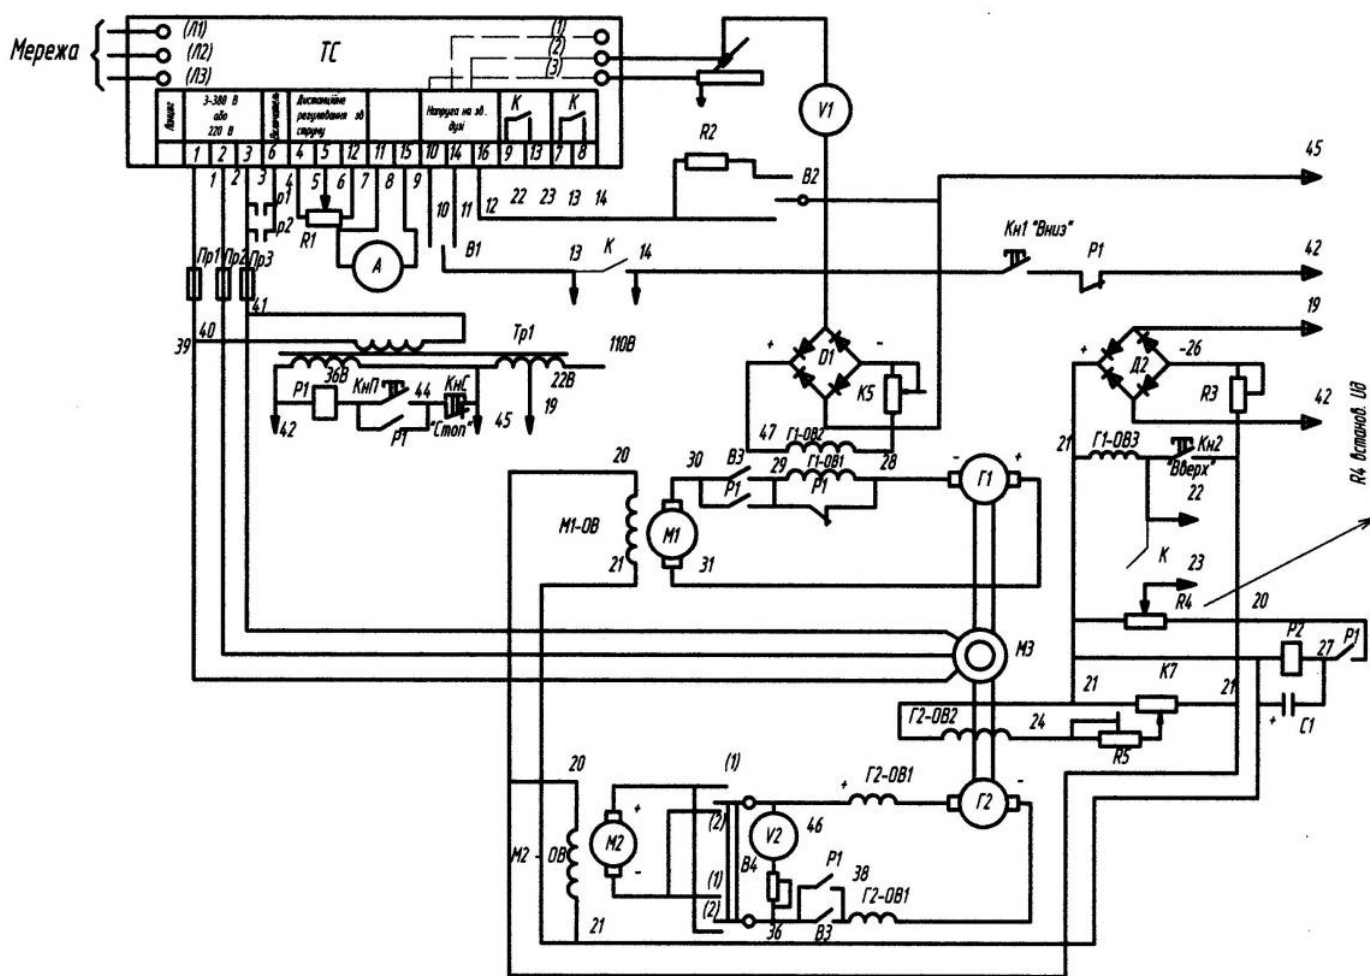 Мережа
(Л1)
(Л2)
(Л3)
ТС
(1)
(2)
(3)
3~380 В
або
220 В
Дистанційне
регулювання зв
струму
Напруга на зв.
дузі
К
К
1 2 3 6 4 5 12 11 15 10 14 16 9 13 7 8
1 2 3 4 5 6 7 8 9
р1
р2
R1
А
10 11 12 22 23 13 14
В1
13 К 14
R2
В2
V1
45
Кн1 "Вниз"
Р1
42
Пр1 Пр2 Пр3
41
40
39
Тр1
110В
36В
22В
Р1
КнП
44
КнС
"Стоп"
Р1
42
45
19
+
D1
-
К5
47
Г1-ОВ2
19
+
Д2
-26
R3
42
21
Г1-ОВ3
Кн2
"Вверх"
22
К
23
R4
R4 Встанов. Uд
20
30
В3
29
Г1-ОВ1
28
Р1
Р1
-
Г1
+
20
М1-ОВ
21
М1
31
М3
20
Р2
27
Р1
21
К7
21
+
С1
Г2-ОВ2
24
R5
20
М2 - ОВ
21
М2
+
-
(1)
(2)
(1)
(2)
В4
V2
46
+
Г2-ОВ1
Г2
-
Р1
38
Г2-ОВ1
36
В3